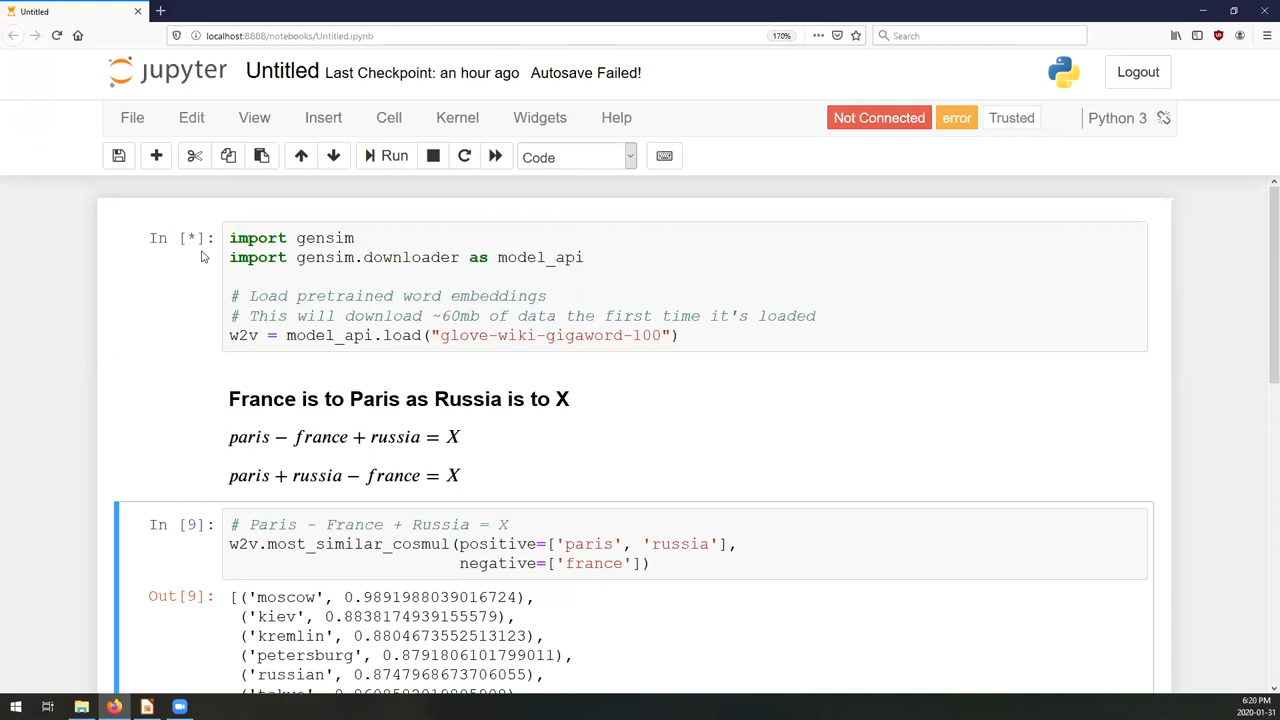 Untitled
localhost:8888/notebooks/Untitled.ipynb
170%
Search
jupyter
Untitled Last Checkpoint: an hour ago Autosave Failed!
Logout
File Edit View Insert Cell Kernel Widgets Help
Not Connected error Trusted Python 3
Run Code
In [*]: import gensim
import gensim.downloader as model_api
# Load pretrained word embeddings
# This will download ~60mb of data the first time it's loaded
w2v = model_api.load("glove-wiki-gigaword-100")
France is to Paris as Russia is to X
paris − france + russia = X
paris + russia − france = X
In [9]: # Paris - France + Russia = X
w2v.most_similar_cosmul(positive=['paris', 'russia'],
negative=['france'])
Out[9]: [('moscow', 0.9891988039016724),
('kiev', 0.8838174939155579),
('kremlin', 0.8804673552513123),
('petersburg', 0.8791806101799011),
('russian', 0.8747968673706055),
6:20 PM
2020-01-31